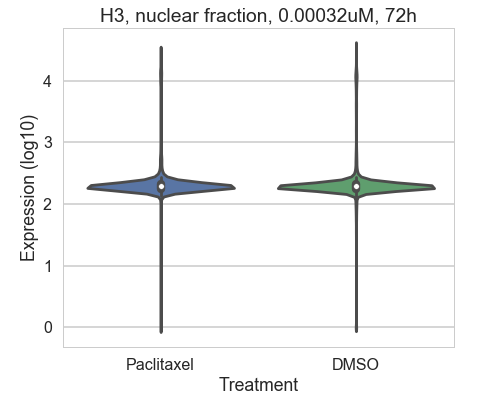 H3, nuclear fraction, 0.00032uM, 72h
Expression (log10)
4
3
2
1
0
Paclitaxel DMSO
Treatment